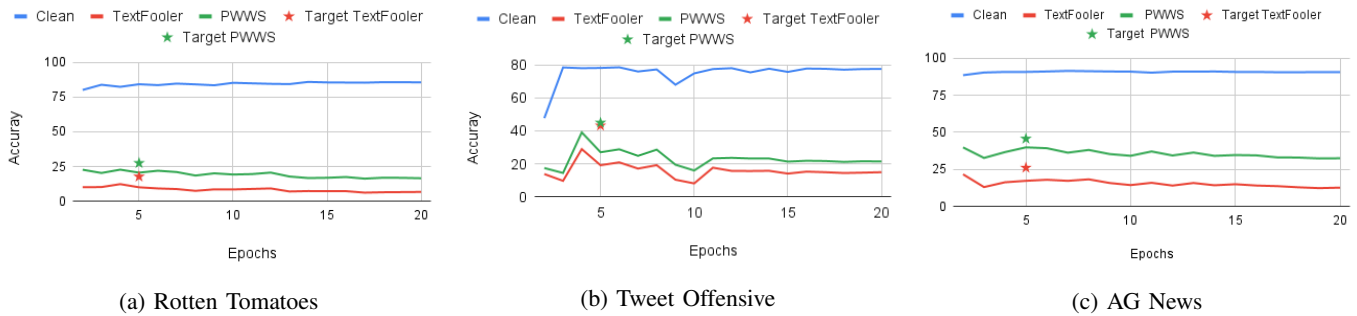 Clean TextFooler PWWS Target TextFooler
Target PWWS
100
75
50
25
0
Accuray
5 10 15 20
Epochs
(a) Rotten Tomatoes
Clean TextFooler PWWS Target TextFooler
Target PWWS
80
60
40
20
0
Accuray
5 10 15 20
Epochs
(b) Tweet Offensive
Clean TextFooler PWWS Target TextFooler
Target PWWS
100
75
50
25
0
Accuray
5 10 15 20
Epochs
(c) AG News